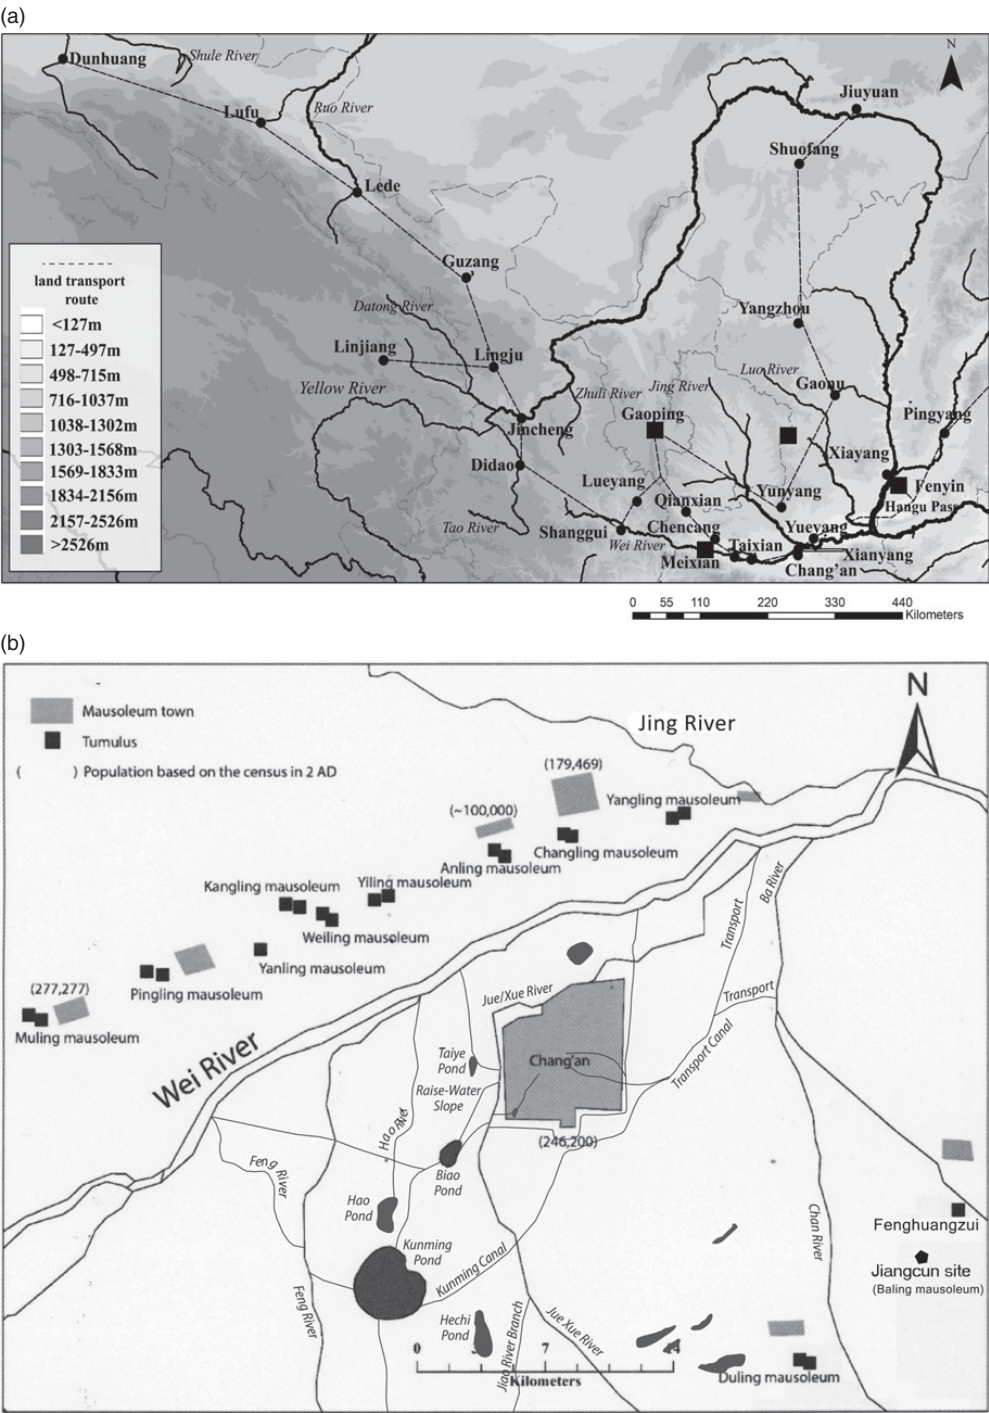 (a)
N
Dunhuang
Shule River
Jiuyuan
Lufu
Ruo River
Shuofang
Lede
Guzang
land transport
route
<127m
127-497m
498-715m
716-1037m
1038-1302m
1303-1568m
1569-1833m
1834-2156m
2157-2526m
>2526m
Datong River
Yangzhou
Linjiang
Lingju
Yellow River
Zhuli River
Jing River
Luo River
Gaonu
Gaoping
Pingyang
Jincheng
Xiayang
Didao
Lueyang
Qianxian
Yunyang
Fenyin
Hangu Pass
Tao River
Shanggui
Chencang
Yueyang
Wei River
Taixian
Xianyang
Meixian
Chang'an
0 55 110 220 330 440
Kilometers
(b)
Mausoleum town
Tumulus
( ) Population based on the census in 2 AD
Jing River
N
(179,469)
Yangling mausoleum
(~100,000)
Changling mausoleum
Anling mausoleum
Yiling mausoleum
Kangling mausoleum
Weiling mausoleum
Yanling mausoleum
Pingling mausoleum
(277,277)
Muling mausoleum
Wei River
Ba River
Transport
Transport
Transport Canal
Jue/Xue River
Chang'an
Taiye
Pond
Raise-Water
Slope
(246,200)
Hao River
Biao
Pond
Feng River
Hao
Pond
Kunming
Pond
Kunming Canal
Feng River
Hechi
Pond
Jiao River Branch
Jue Xue River
Chan River
Fenghuangzui
Jiangcun site
(Baling mausoleum)
Duling mausoleum
0 7 14
Kilometers